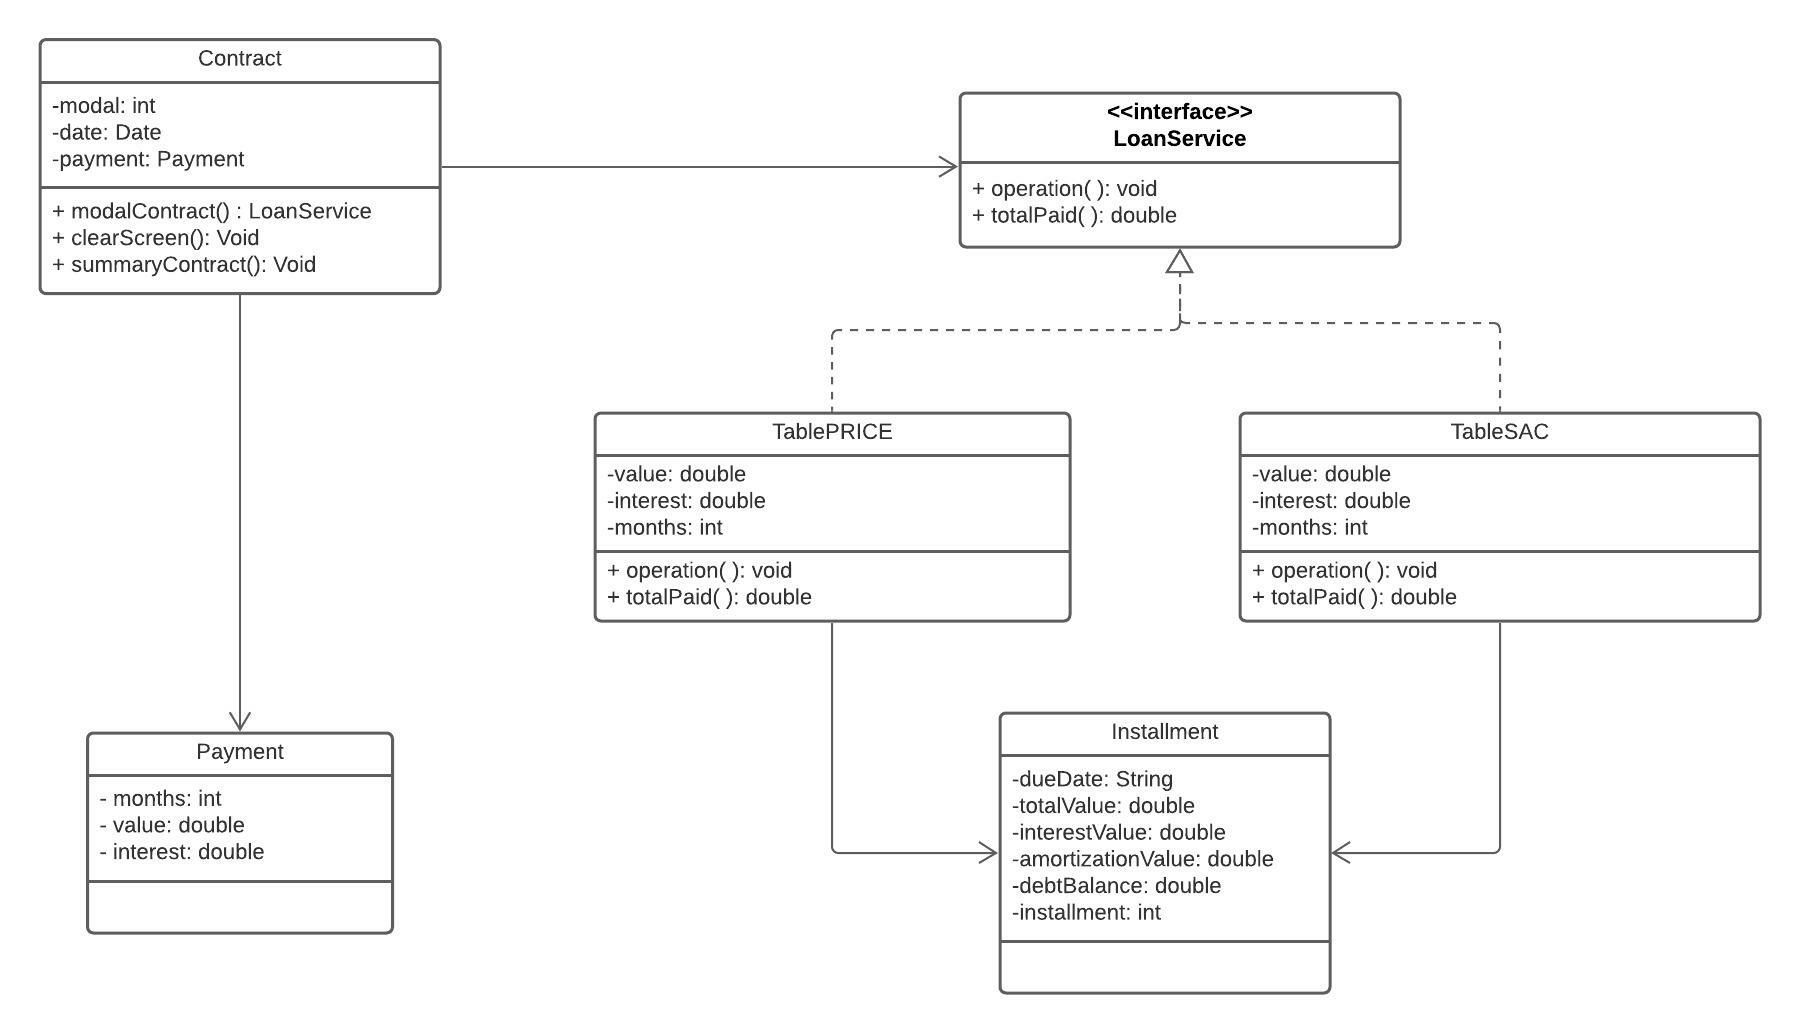 Contract
-modal: int
-date: Date
-payment: Payment
+ modalContract() : LoanService
+ clearScreen(): Void
+ summaryContract(): Void
<<interface>>
LoanService
+ operation( ): void
+ totalPaid( ): double
TablePRICE
-value: double
-interest: double
-months: int
+ operation( ): void
+ totalPaid( ): double
TableSAC
-value: double
-interest: double
-months: int
+ operation( ): void
+ totalPaid( ): double
Payment
- months: int
- value: double
- interest: double
Installment
-dueDate: String
-totalValue: double
-interestValue: double
-amortizationValue: double
-debtBalance: double
-installment: int